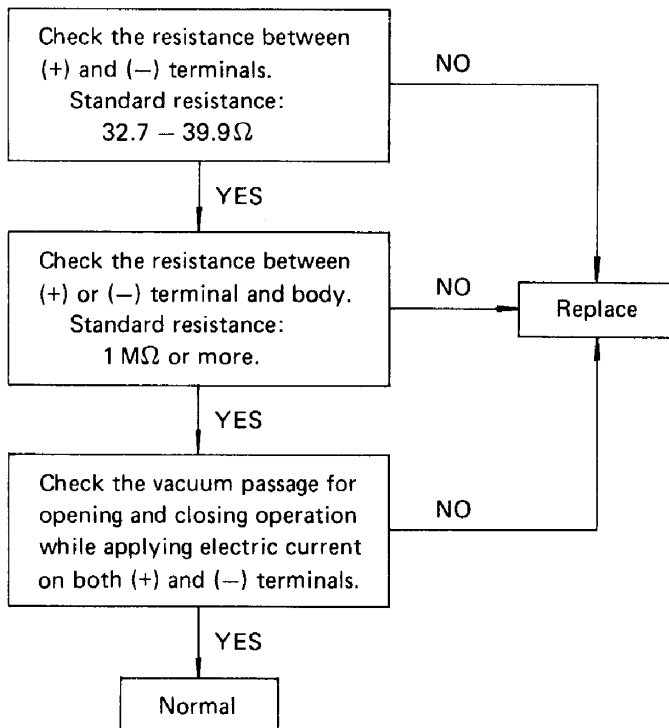 Check the resistance between
(+) and (−) terminals.
Standard resistance:
32.7 – 39.9Ω
NO
YES
Check the resistance between
(+) or (−) terminal and body.
Standard resistance:
1 MΩ or more.
NO
Replace
YES
Check the vacuum passage for
opening and closing operation
while applying electric current
on both (+) and (−) terminals.
NO
YES
Normal